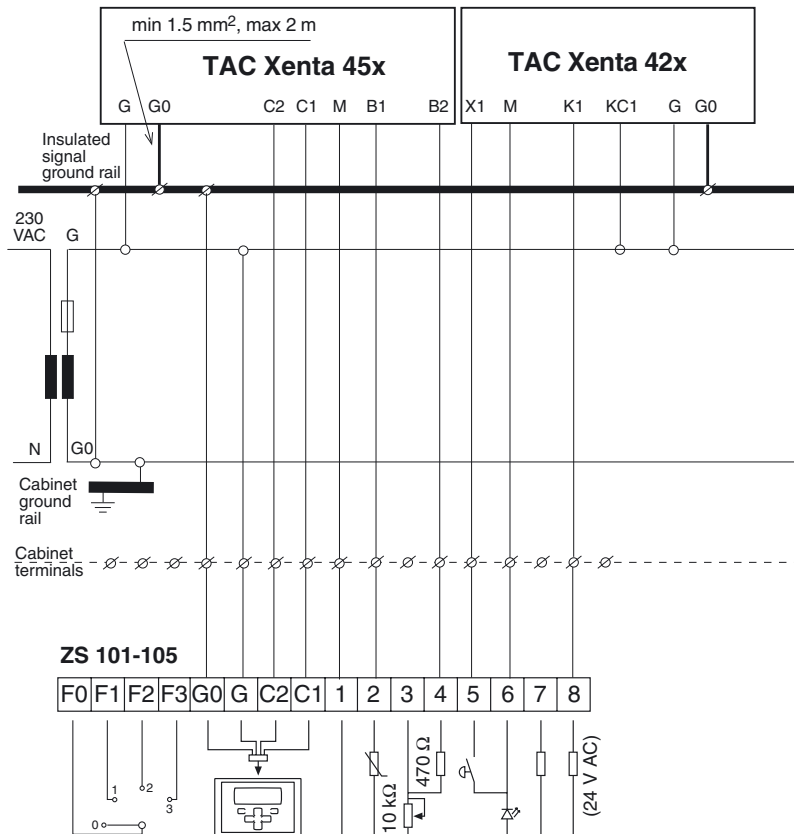 min 1.5 mm², max 2 m
TAC Xenta 45x
TAC Xenta 42x
G G0 C2 C1 M B1 B2 X1 M K1 KC1 G G0
Insulated
signal
ground rail
230
VAC
G
N
G0
Cabinet
ground
rail
Cabinet
terminals
ZS 101-105
F0 F1 F2 F3 G0 G C2 C1 1 2 3 4 5 6 7 8
0
1
2
3
10 kΩ
470 Ω
(24 V AC)